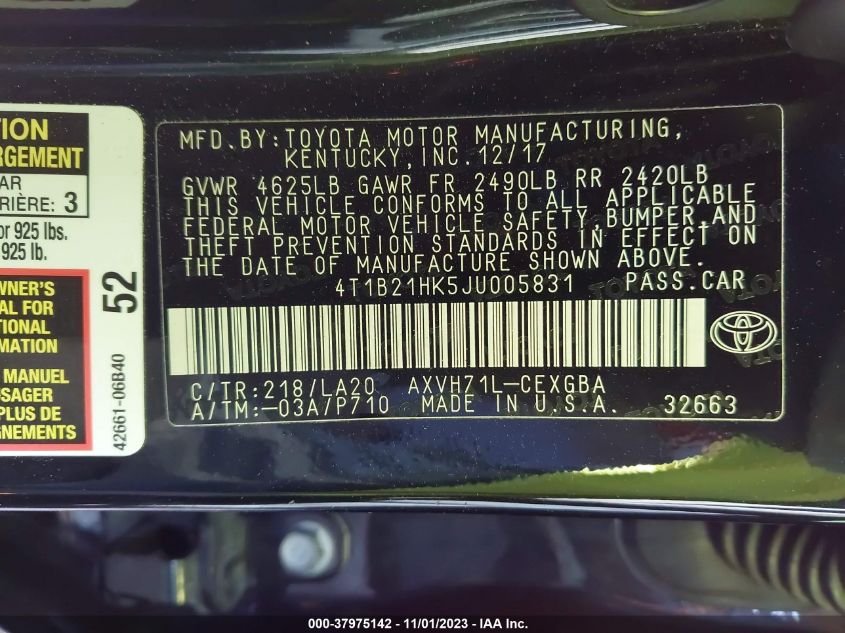 TION
RGEMENT
AR
RIÈRE: 3
or 925 lbs.
925 lb.
WNER'S
AL FOR
TIONAL
MATION
MANUEL
USAGER
PLUS DE
GNEMENTS
52
42661-06B40
MFD.BY:TOYOTA MOTOR MANUFACTURING,
KENTUCKY,INC.12/17
GVWR 4625LB GAWR FR 2490LB RR 2420LB
THIS VEHICLE CONFORMS TO ALL APPLICABLE
FEDERAL MOTOR VEHICLE SAFETY,BUMPER,AND
THEFT PREVENTION STANDARDS IN EFFECT ON
THE DATE OF MANUFACTURE SHOWN ABOVE.
4T1B21HK5JU005831 PASS.CAR
C/TR:218/LA20 AXVH71L-CEXGBA
A/TM:-03A/P710 MADE IN U.S.A. 32663
000-37975142 - 11/01/2023 - IAA Inc.